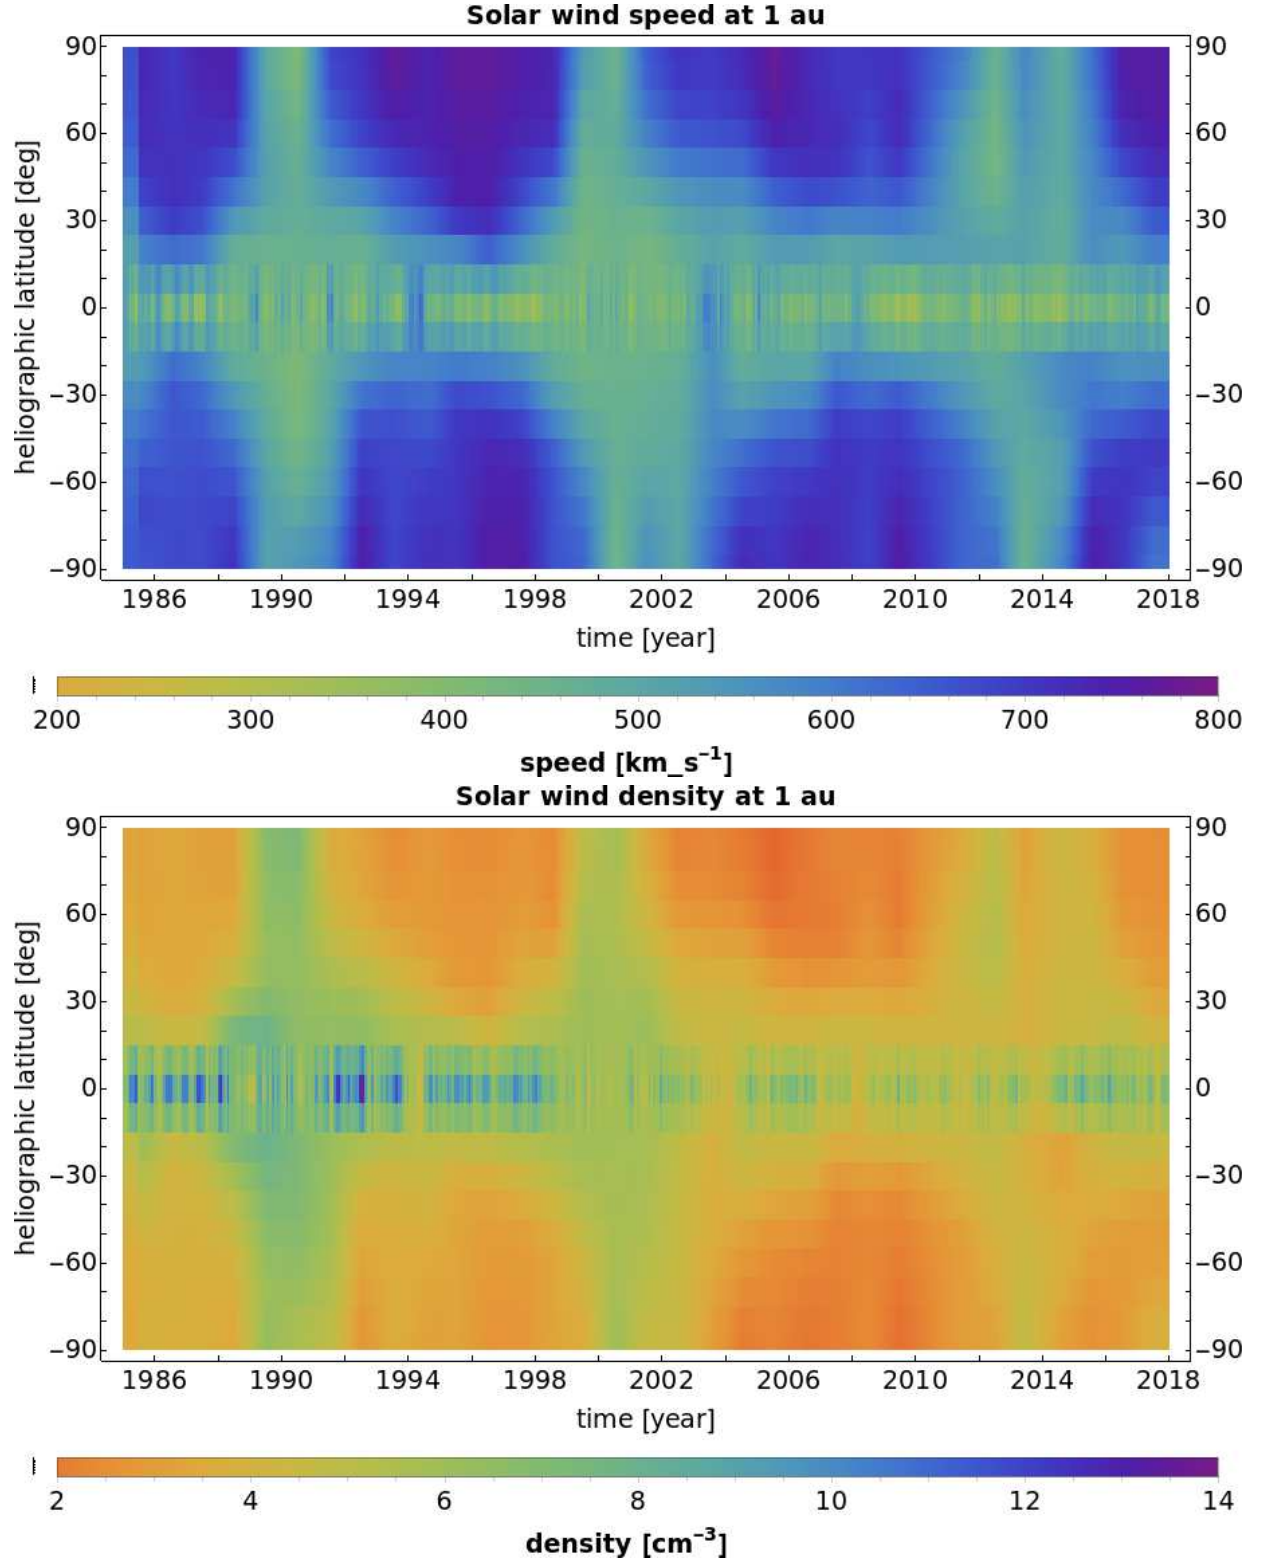 Solar wind speed at 1 au
90 90
60 60
30 30
0 0
−30 −30
−60 −60
−90 −90
heliographic latitude [deg]
1986 1990 1994 1998 2002 2006 2010 2014 2018
time [year]
200 300 400 500 600 700 800
speed [km_s⁻¹]
Solar wind density at 1 au
90 90
60 60
30 30
0 0
−30 −30
−60 −60
−90 −90
heliographic latitude [deg]
1986 1990 1994 1998 2002 2006 2010 2014 2018
time [year]
2 4 6 8 10 12 14
density [cm⁻³]